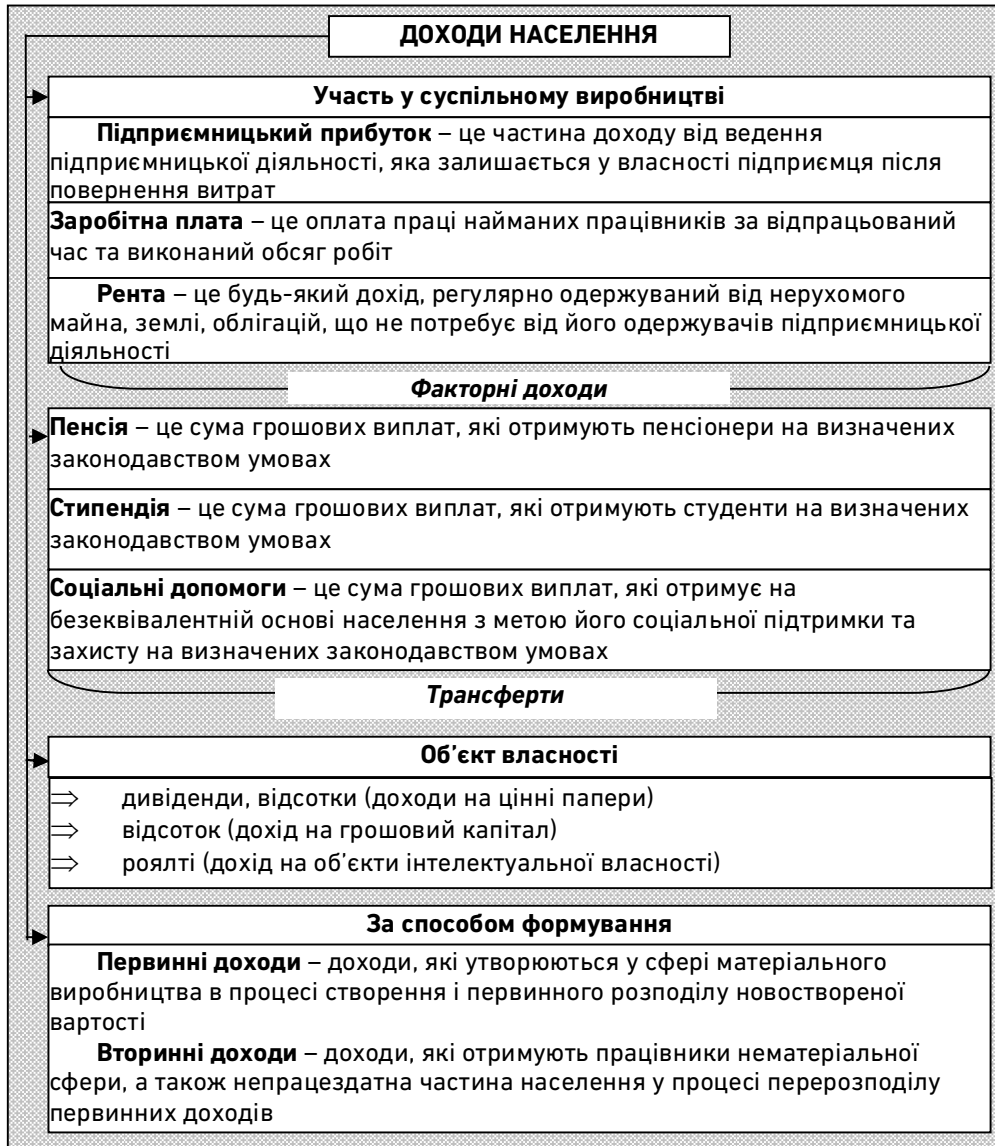 ДОХОДИ НАСЕЛЕННЯ
Участь у суспільному виробництві
Підприємницький прибуток – це частина доходу від ведення
підприємницької діяльності, яка залишається у власності підприємця після
повернення витрат
Заробітна плата – це оплата праці найманих працівників за відпрацьований
час та виконаний обсяг робіт
Рента – це будь-який дохід, регулярно одержуваний від нерухомого
майна, землі, облігацій, що не потребує від його одержувачів підприємницької
діяльності
Факторні доходи
Пенсія – це сума грошових виплат, які отримують пенсіонери на визначених
законодавством умовах
Стипендія – це сума грошових виплат, які отримують студенти на визначених
законодавством умовах
Соціальні допомоги – це сума грошових виплат, які отримує на
безеквівалентній основі населення з метою його соціальної підтримки та
захисту на визначених законодавством умовах
Трансферти
Об’єкт власності
⇒ дивіденди, відсотки (доходи на цінні папери)
⇒ відсоток (дохід на грошовий капітал)
⇒ роялті (дохід на об’єкти інтелектуальної власності)
За способом формування
Первинні доходи – доходи, які утворюються у сфері матеріального
виробництва в процесі створення і первинного розподілу новоствореної
вартості
Вторинні доходи – доходи, які отримують працівники нематеріальної
сфери, а також непрацездатна частина населення у процесі перерозподілу
первинних доходів